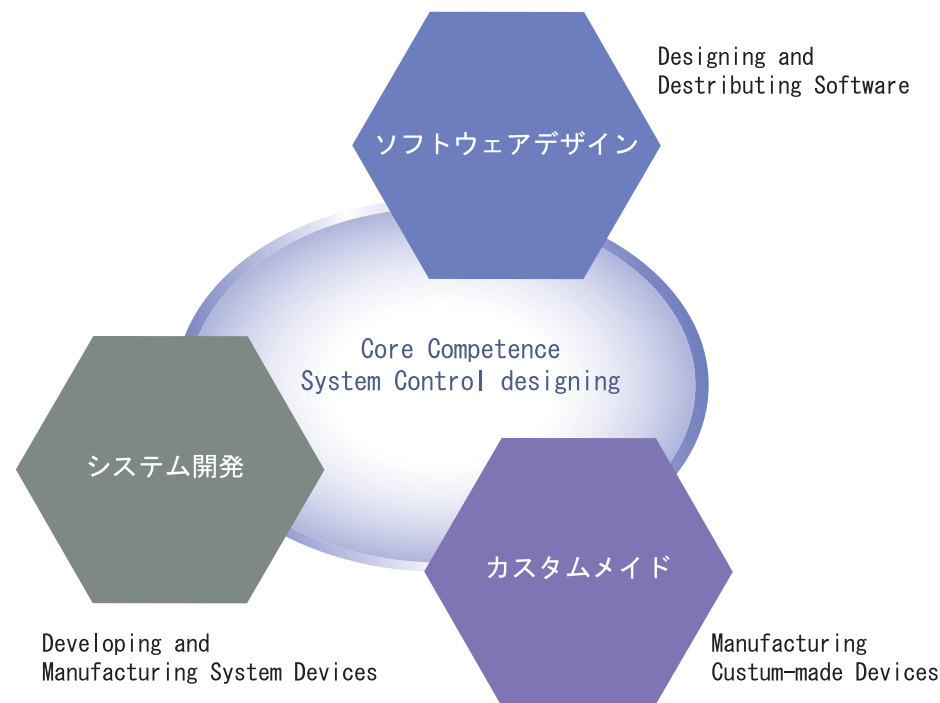 Designing and
Destributing Software
ソフトウェアデザイン
Core Competence
System Control designing
システム開発
カスタムメイド
Developing and
Manufacturing System Devices
Manufacturing
Custum-made Devices